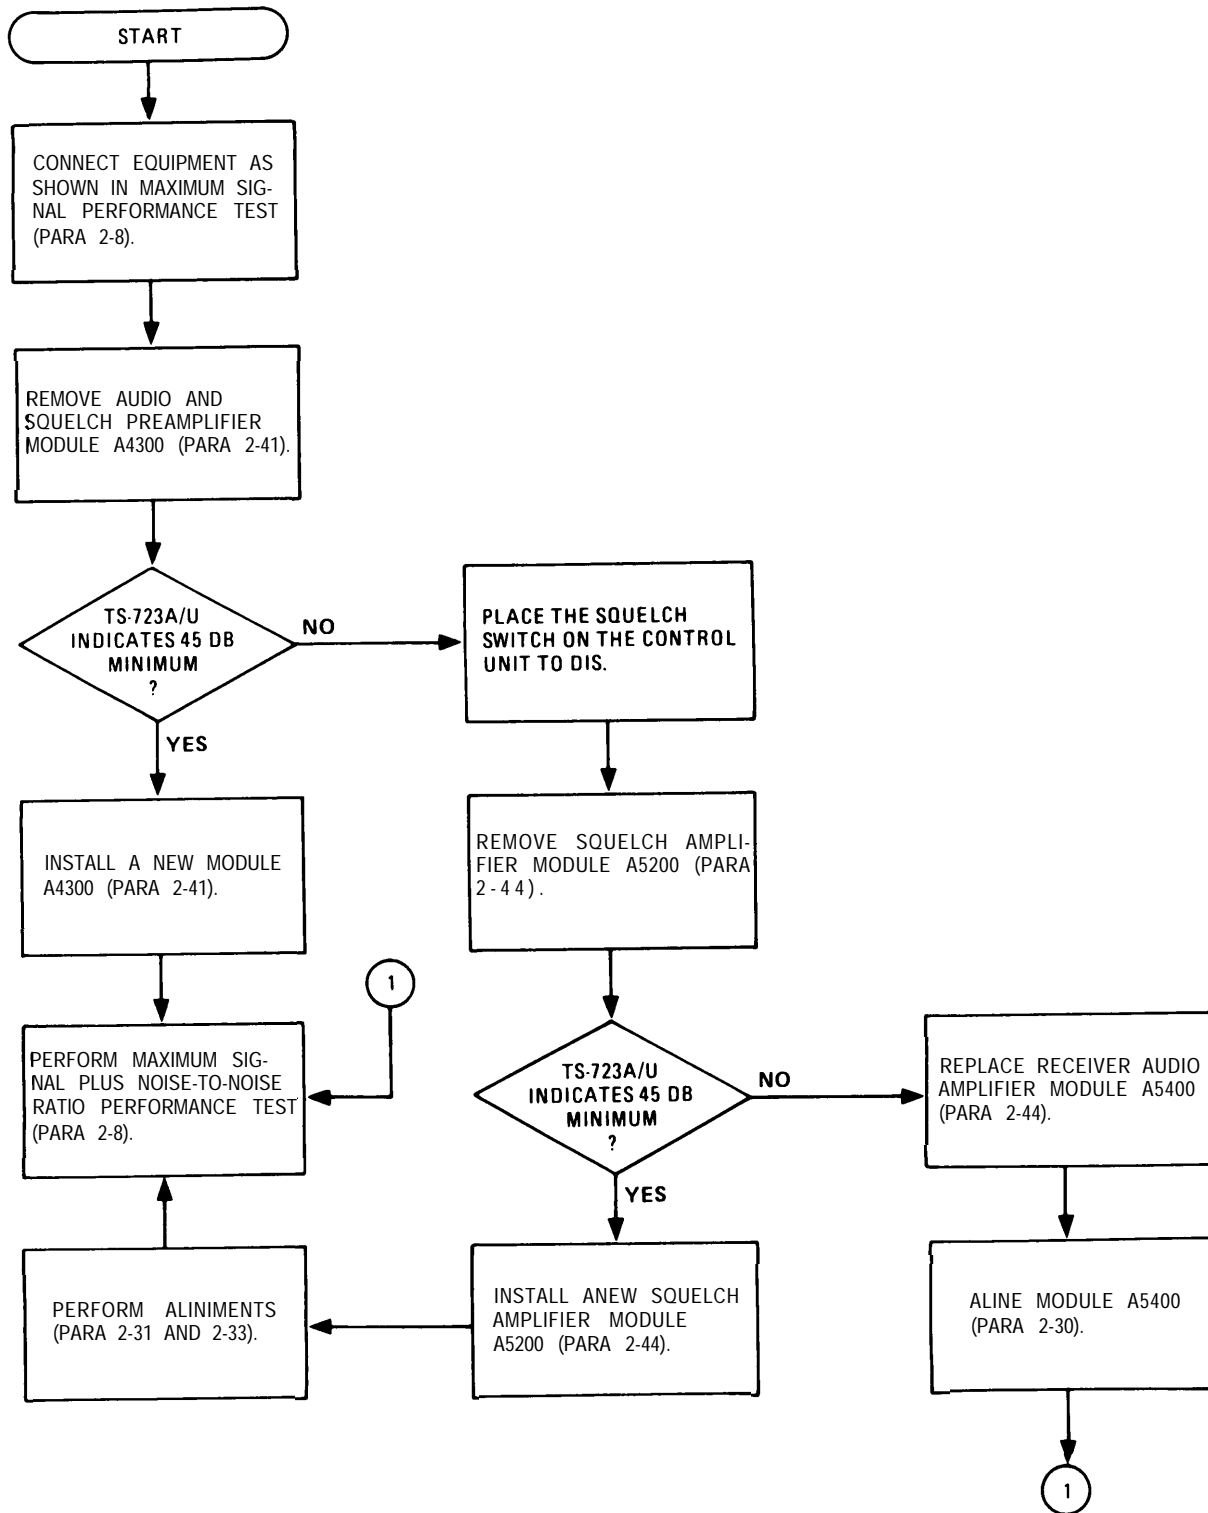 START
CONNECT EQUIPMENT AS
SHOWN IN MAXIMUM SIG-
NAL PERFORMANCE TEST
(PARA 2-8).
REMOVE AUDIO AND
SQUELCH PREAMPLIFIER
MODULE A4300 (PARA 2-41).
TS-723A/U
INDICATES 45 DB
MINIMUM
?
NO
YES
PLACE THE SQUELCH
SWITCH ON THE CONTROL
UNIT TO DIS.
INSTALL A NEW MODULE
A4300 (PARA 2-41).
REMOVE SQUELCH AMPLI-
FIER MODULE A5200 (PARA
2-44).
1
PERFORM MAXIMUM SIG-
NAL PLUS NOISE-TO-NOISE
RATIO PERFORMANCE TEST
(PARA 2-8).
TS-723A/U
INDICATES 45 DB
MINIMUM
?
NO
YES
REPLACE RECEIVER AUDIO
AMPLIFIER MODULE A5400
(PARA 2-44).
PERFORM ALINIMENTS
(PARA 2-31 AND 2-33).
INSTALL ANEW SQUELCH
AMPLIFIER MODULE
A5200 (PARA 2-44).
ALINE MODULE A5400
(PARA 2-30).
1